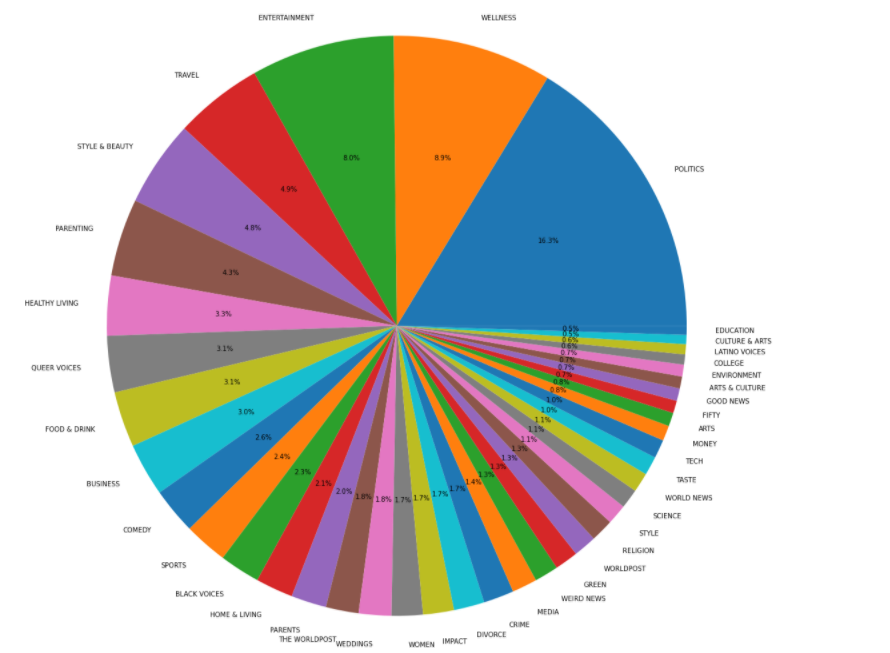 ENTERTAINMENT
WELLNESS
TRAVEL
STYLE & BEAUTY
POLITICS
PARENTING
HEALTHY LIVING
QUEER VOICES
FOOD & DRINK
BUSINESS
COMEDY
SPORTS
BLACK VOICES
HOME & LIVING
PARENTS
THE WORLDPOST
WEDDINGS
WOMEN
IMPACT
DIVORCE
CRIME
MEDIA
WEIRD NEWS
GREEN
WORLDPOST
RELIGION
STYLE
SCIENCE
WORLD NEWS
TASTE
TECH
MONEY
ARTS
FIFTY
GOOD NEWS
ARTS & CULTURE
ENVIRONMENT
COLLEGE
LATINO VOICES
CULTURE & ARTS
EDUCATION
16.3%
8.9%
8.0%
4.9%
4.8%
4.3%
3.3%
3.1%
3.1%
3.0%
2.6%
2.4%
2.3%
2.1%
2.0%
1.8%
1.8%
1.7%
1.7%
1.7%
1.7%
1.4%
1.3%
1.3%
1.3%
1.3%
1.1%
1.1%
1.1%
1.0%
1.0%
0.8%
0.8%
0.7%
0.7%
0.7%
0.7%
0.6%
0.6%
0.5%
0.5%